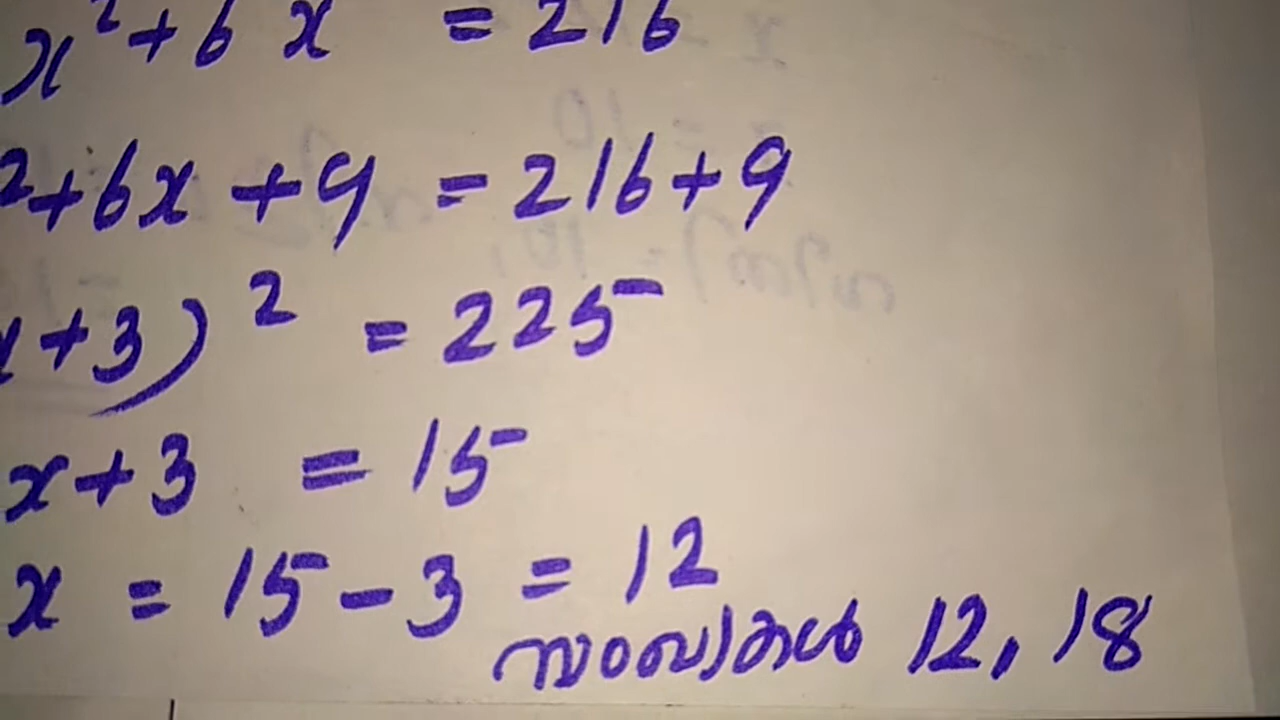 x² + 6x = 216
² + 6x + 9 = 216 + 9
x + 3)² = 225
x + 3 = 15
x = 15 - 3 = 12
സംഖ്യകൾ 12, 18